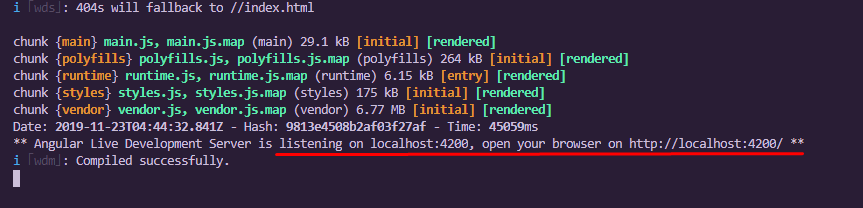 i ｢wds｣: 404s will fallback to //index.html
chunk {main} main.js, main.js.map (main) 29.1 kB [initial] [rendered]
chunk {polyfills} polyfills.js, polyfills.js.map (polyfills) 264 kB [initial] [rendered]
chunk {runtime} runtime.js, runtime.js.map (runtime) 6.15 kB [entry] [rendered]
chunk {styles} styles.js, styles.js.map (styles) 175 kB [initial] [rendered]
chunk {vendor} vendor.js, vendor.js.map (vendor) 6.77 MB [initial] [rendered]
Date: 2019-11-23T04:44:32.841Z - Hash: 9813e4508b2af03f27af - Time: 45059ms
** Angular Live Development Server is listening on localhost:4200, open your browser on http://localhost:4200/ **
i ｢wdm｣: Compiled successfully.